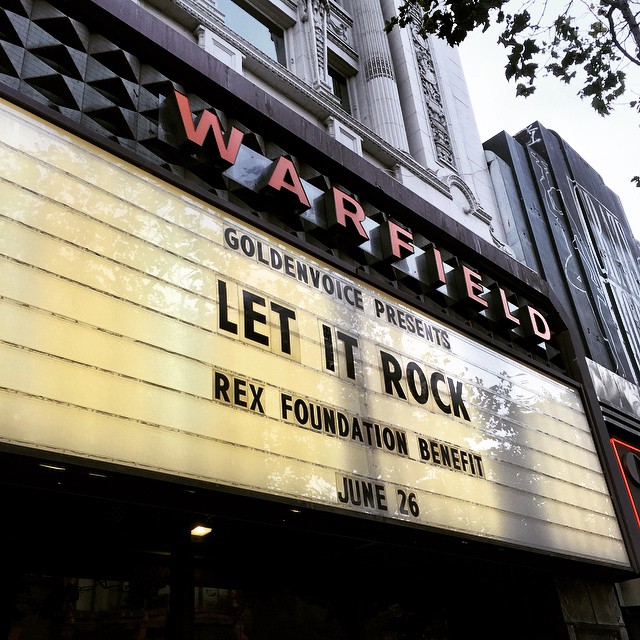 WARFIELD
GOLDENVOICE PRESENTS
LET IT ROCK
REX FOUNDATION BENEFIT
JUNE 26